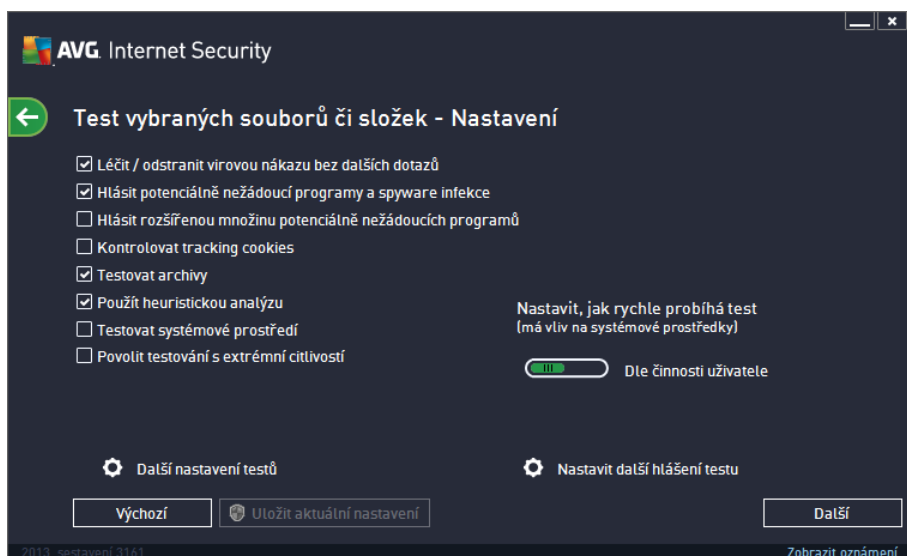 AVG. Internet Security
Test vybraných souborů či složek - Nastavení
Léčit / odstranit virovou nákazu bez dalších dotazů
Hlásit potenciálně nežádoucí programy a spyware infekce
Hlásit rozšířenou množinu potenciálně nežádoucích programů
Kontrolovat tracking cookies
Testovat archivy
Použít heuristickou analýzu
Testovat systémové prostředí
Povolit testování s extrémní citlivostí
Nastavit, jak rychle probíhá test
(má vliv na systémové prostředky)
Dle činnosti uživatele
Další nastavení testů
Nastavit další hlášení testu
Výchozí
Uložit aktuální nastavení
Další
2013. sestavení 3161
Zobrazit oznámení